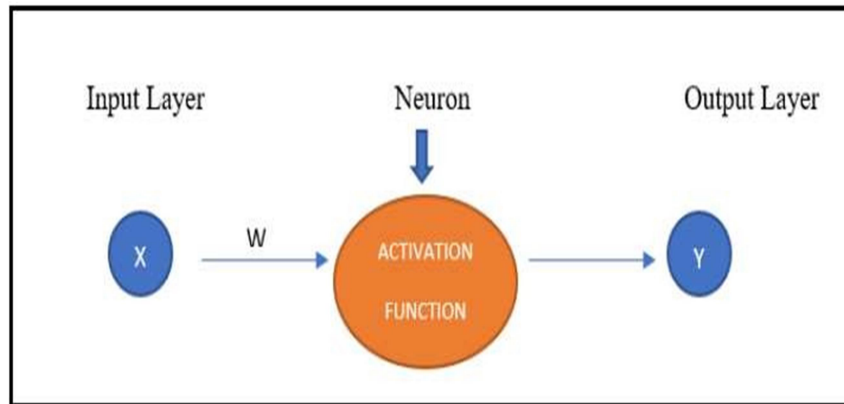 Input Layer
Neuron
Output Layer
X
W
ACTIVATION
FUNCTION
Y